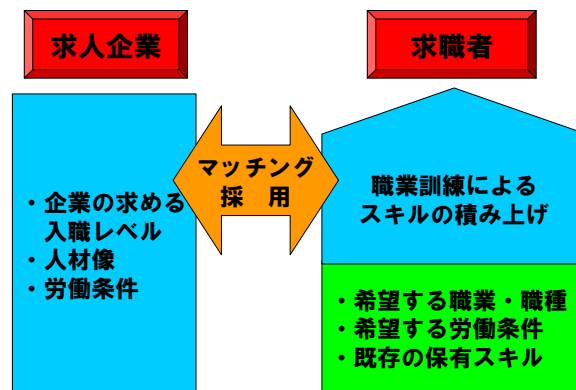 求人企業
求職者
マッチング
採　用
・企業の求める
入職レベル
・人材像
・労働条件
職業訓練による
スキルの積み上げ
・希望する職業・職種
・希望する労働条件
・既存の保有スキル